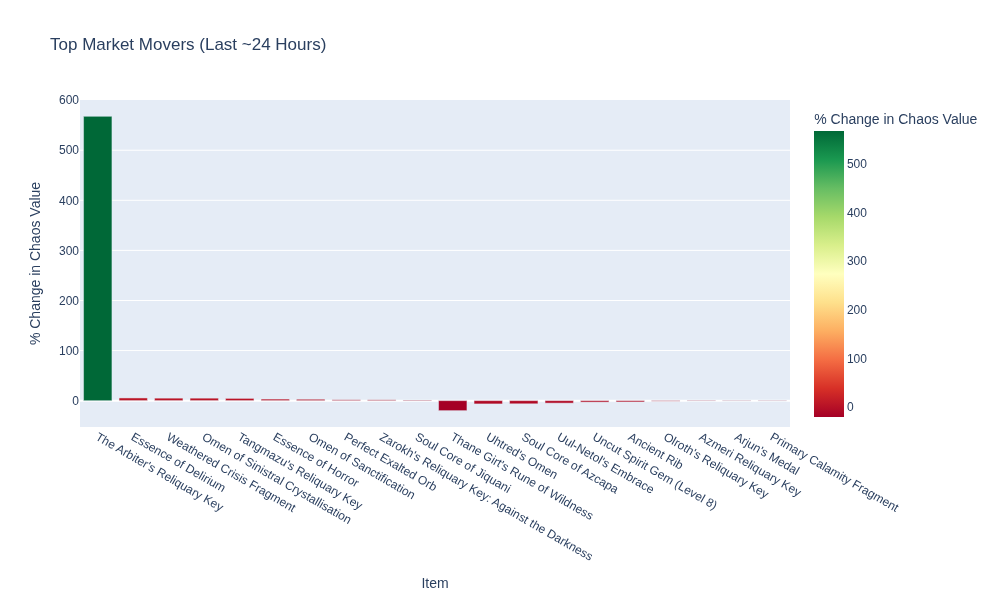 Top Market Movers (Last ~24 Hours)
% Change in Chaos Value
600
500
400
300
200
100
0
The Arbiter's Reliquary Key
Essence of Delirium
Weathered Crisis Fragment
Omen of Sinistral Crystallisation
Tangmazu's Reliquary Key
Essence of Horror
Omen of Sanctification
Perfect Exalted Orb
Zarokh's Reliquary Key: Against the Darkness
Soul Core of Jiquani
Thane Girt's Rune of Wildness
Uhtred's Omen
Soul Core of Azcapa
Uul-Netol's Embrace
Uncut Spirit Gem (Level 8)
Ancient Rib
Olroth's Reliquary Key
Azmeri Reliquary Key
Arjun's Medal
Primary Calamity Fragment
Item
% Change in Chaos Value
500
400
300
200
100
0